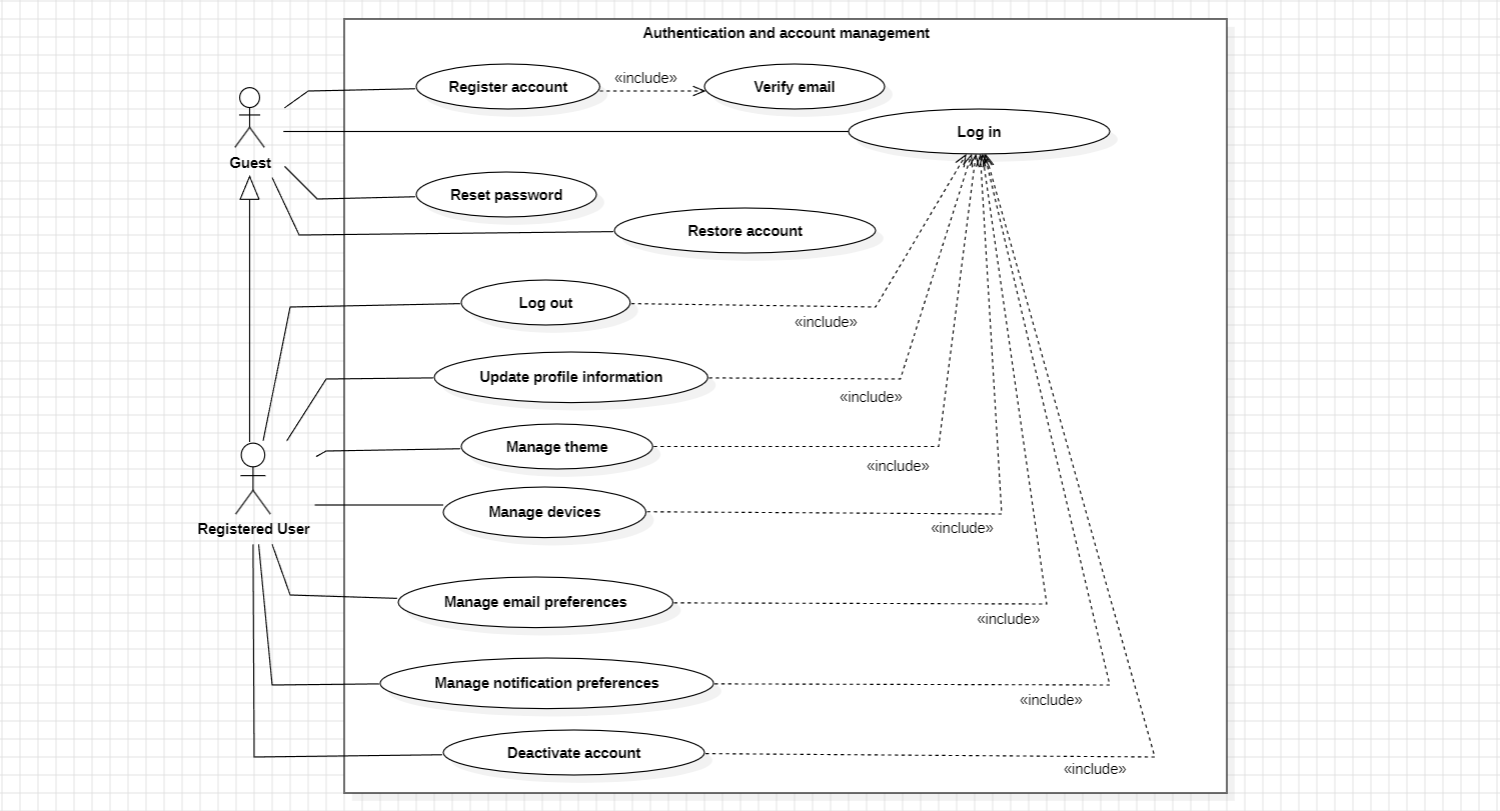 Authentication and account management
Register account
«include»
Verify email
Log in
Guest
Reset password
Restore account
Log out
«include»
Update profile information
«include»
Manage theme
«include»
Manage devices
«include»
Registered User
Manage email preferences
«include»
Manage notification preferences
«include»
Deactivate account
«include»